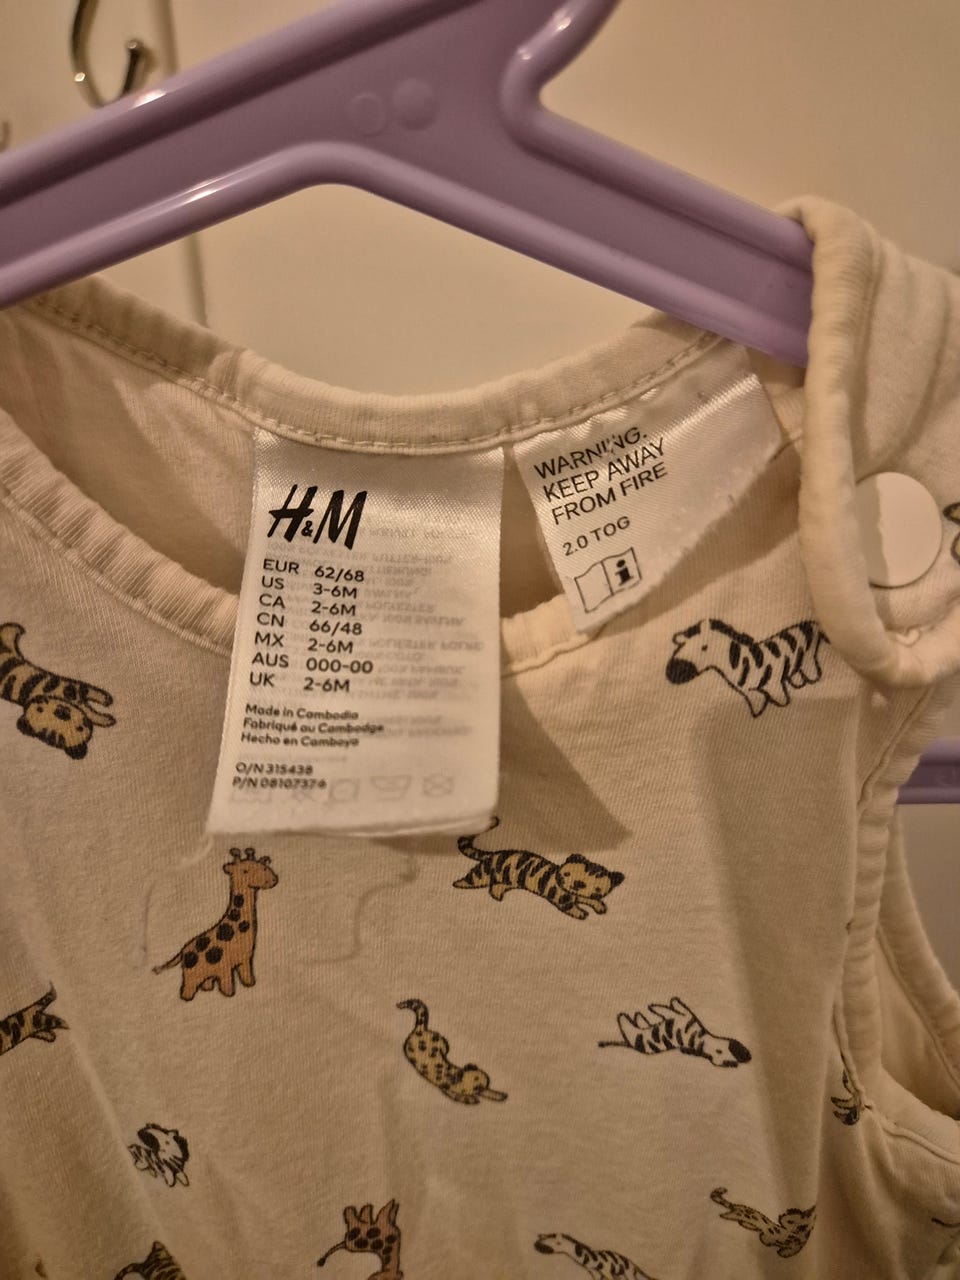 H&M
EUR 62/68
US 3-6M
CA 2-6M
CN 66/48
MX 2-6M
AUS 000-00
UK 2-6M
Made in Cambodia
Fabriqué au Cambodge
Hecho en Camboya
O/N 315438
P/N 08107376
WARNING.
KEEP AWAY
FROM FIRE
2.0 TOG
i